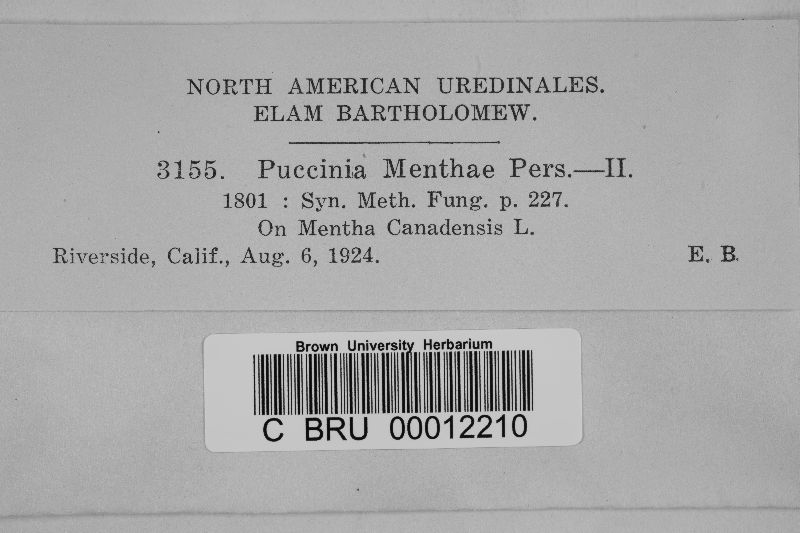 NORTH AMERICAN UREDINALES.
ELAM BARTHOLOMEW.
3155. Puccinia Menthae Pers.—II.
1801 : Syn. Meth. Fung. p. 227.
On Mentha Canadensis L.
Riverside, Calif., Aug. 6, 1924. E. B.
Brown University Herbarium
C BRU 00012210